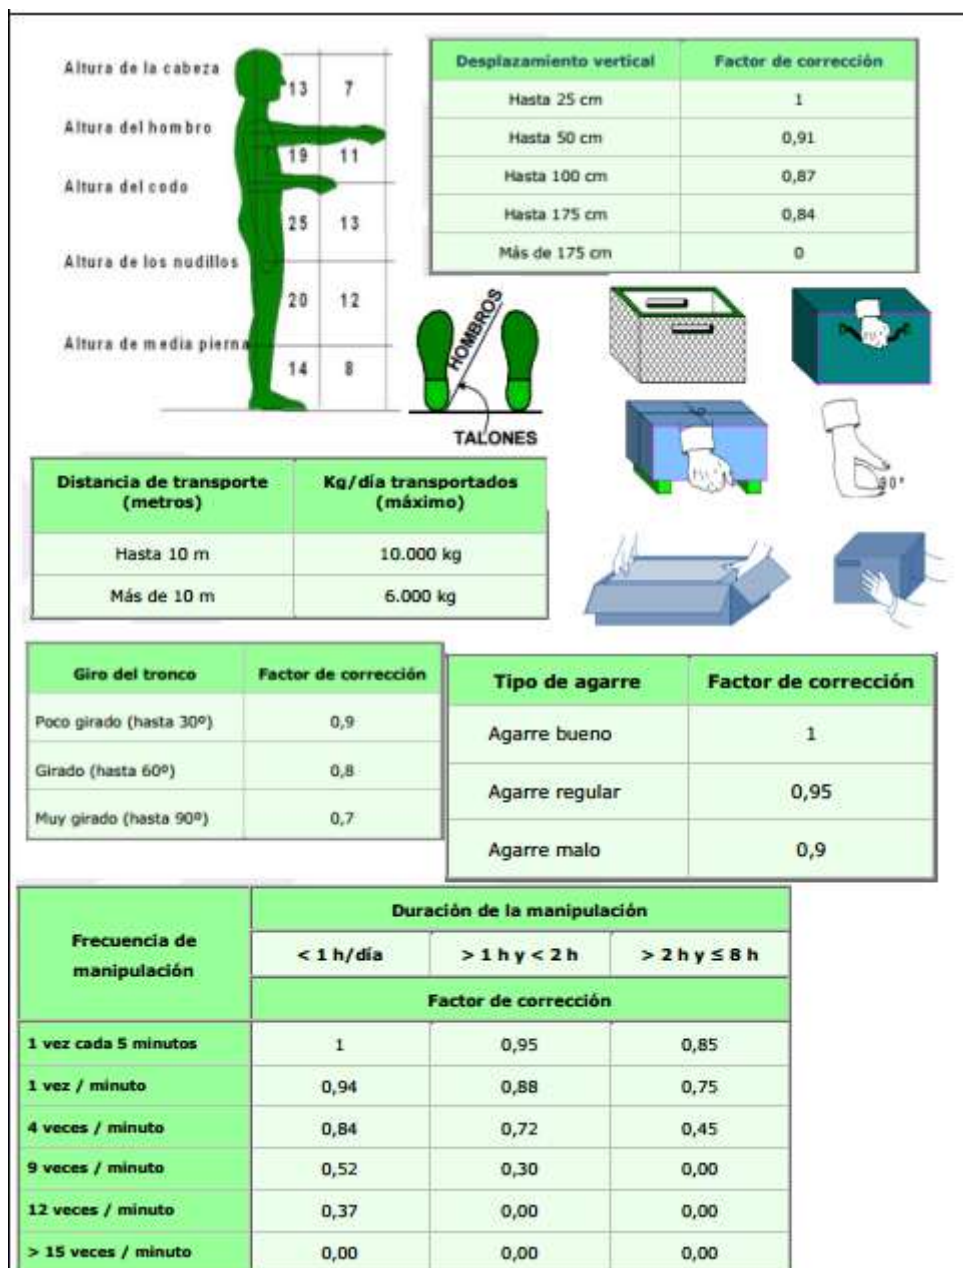 Altura de la cabeza
13 7
Altura del hombro
19 11
Altura del codo
25 13
Altura de los nudillos
20 12
Altura de media pierna
14 8
Desplazamiento vertical Factor de corrección
Hasta 25 cm 1
Hasta 50 cm 0,91
Hasta 100 cm 0,87
Hasta 175 cm 0,84
Más de 175 cm 0
HOMBROS
TALONES
90°
Distancia de transporte (metros) Kg/día transportados (máximo)
Hasta 10 m 10.000 kg
Más de 10 m 6.000 kg
Giro del tronco Factor de corrección
Poco girado (hasta 30º) 0,9
Girado (hasta 60º) 0,8
Muy girado (hasta 90º) 0,7
Tipo de agarre Factor de corrección
Agarre bueno 1
Agarre regular 0,95
Agarre malo 0,9
Frecuencia de manipulación
Duración de la manipulación
< 1 h/día > 1 h y < 2 h > 2 h y ≤ 8 h
Factor de corrección
1 vez cada 5 minutos 1 0,95 0,85
1 vez / minuto 0,94 0,88 0,75
4 veces / minuto 0,84 0,72 0,45
9 veces / minuto 0,52 0,30 0,00
12 veces / minuto 0,37 0,00 0,00
> 15 veces / minuto 0,00 0,00 0,00